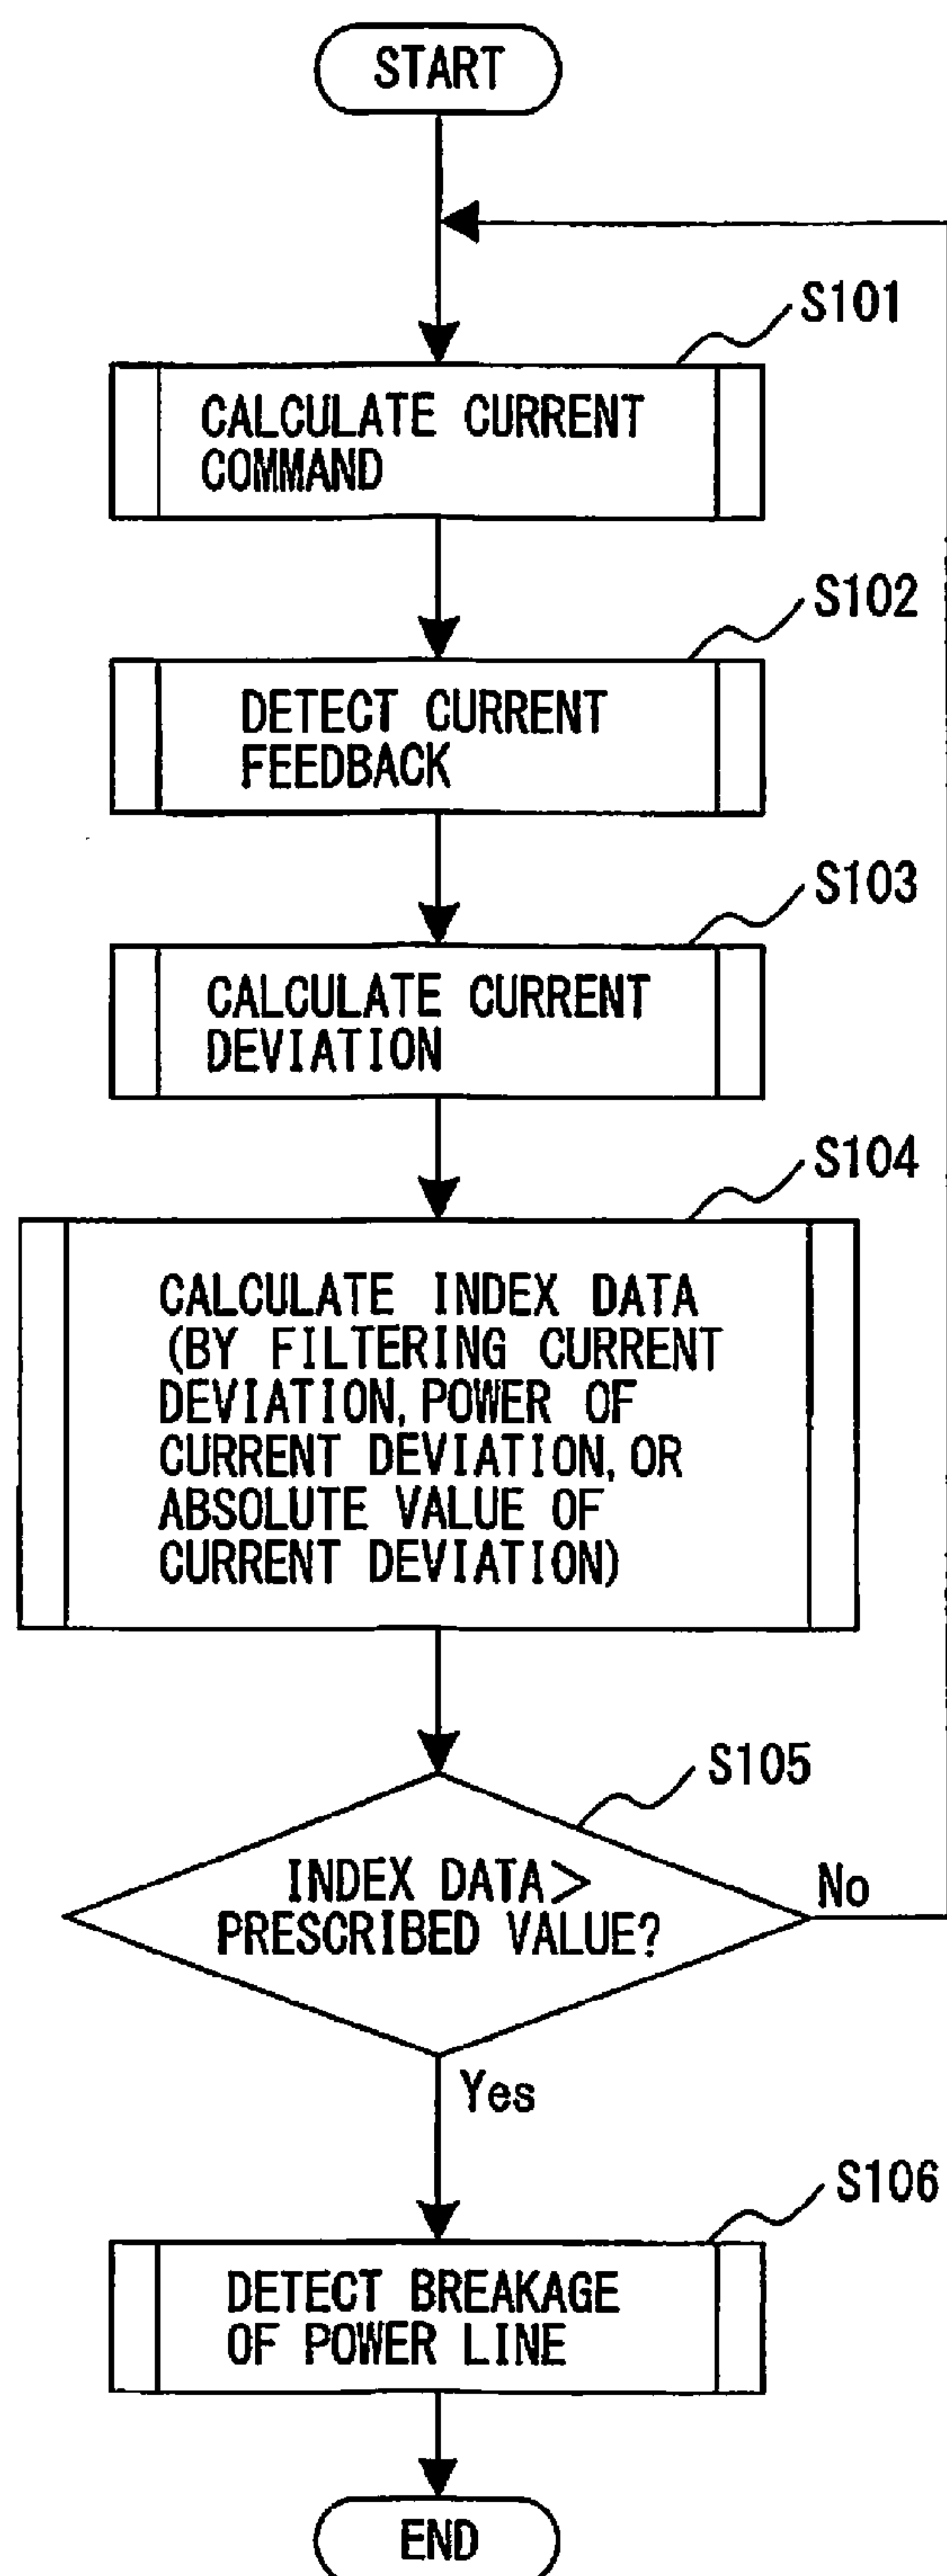 START
S101
CALCULATE CURRENT
COMMAND
S102
DETECT CURRENT
FEEDBACK
S103
CALCULATE CURRENT
DEVIATION
S104
CALCULATE INDEX DATA
(BY FILTERING CURRENT
DEVIATION, POWER OF
CURRENT DEVIATION, OR
ABSOLUTE VALUE OF
CURRENT DEVIATION)
S105
INDEX DATA>
PRESCRIBED VALUE?
No
Yes
S106
DETECT BREAKAGE
OF POWER LINE
END